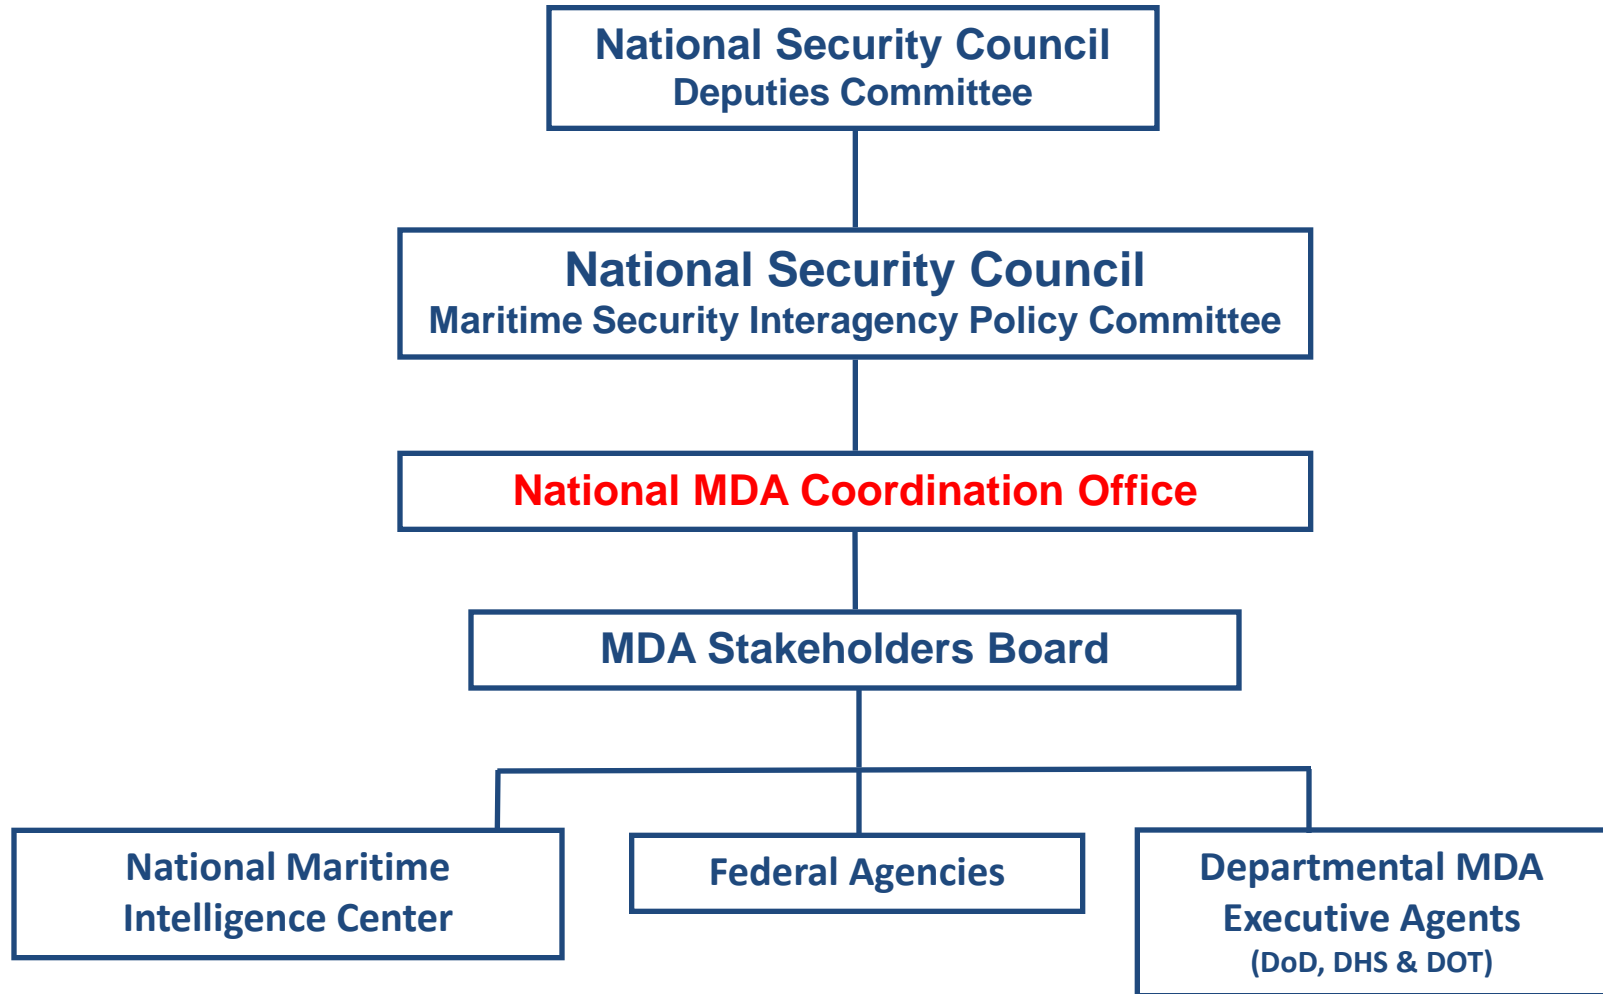 National Security Council
Deputies Committee
National Security Council
Maritime Security Interagency Policy Committee
National MDA Coordination Office
MDA Stakeholders Board
National Maritime
Intelligence Center
Federal Agencies
Departmental MDA
Executive Agents
(DoD, DHS & DOT)